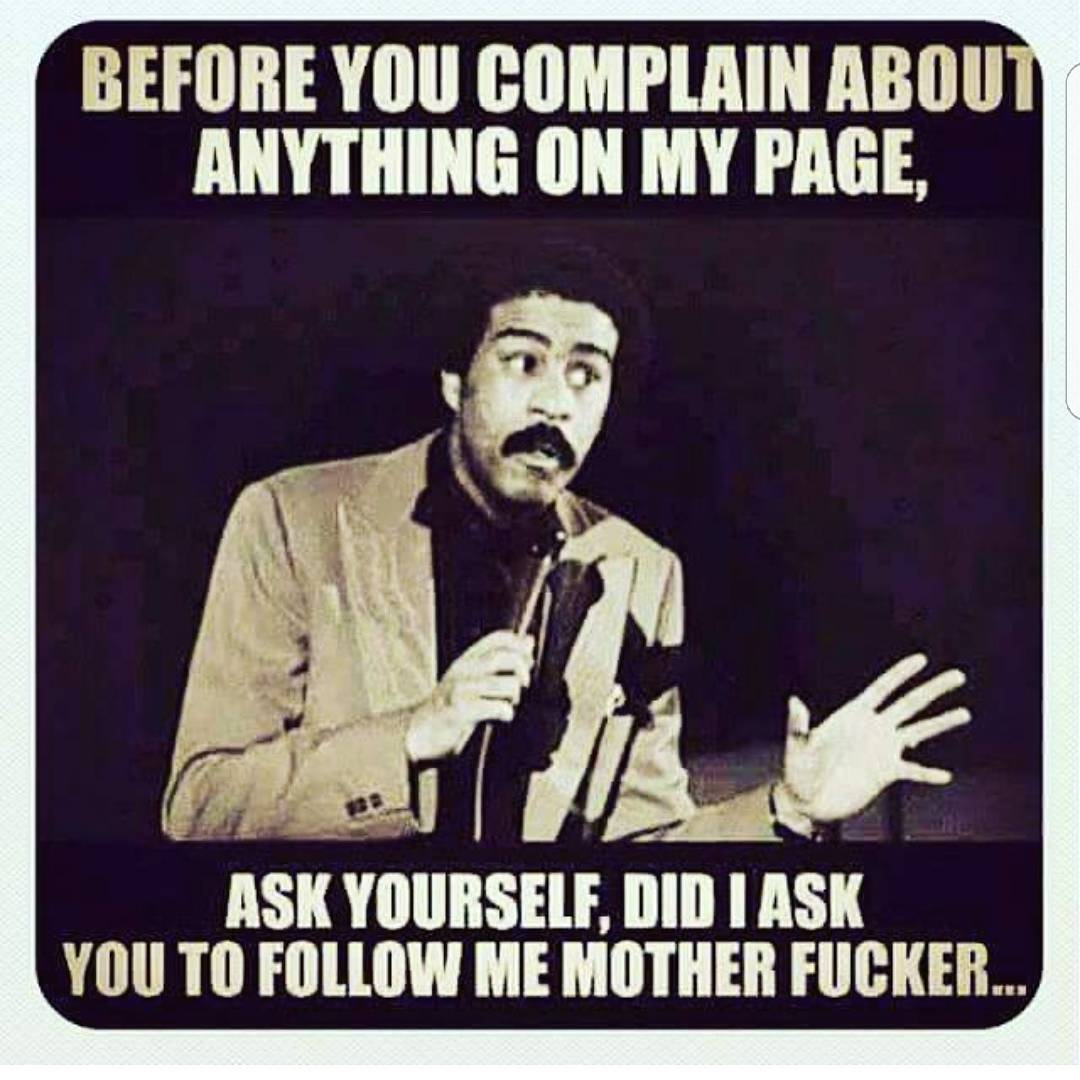 BEFORE YOU COMPLAIN ABOUT
ANYTHING ON MY PAGE,
ASK YOURSELF, DID I ASK
YOU TO FOLLOW ME MOTHER FUCKER...